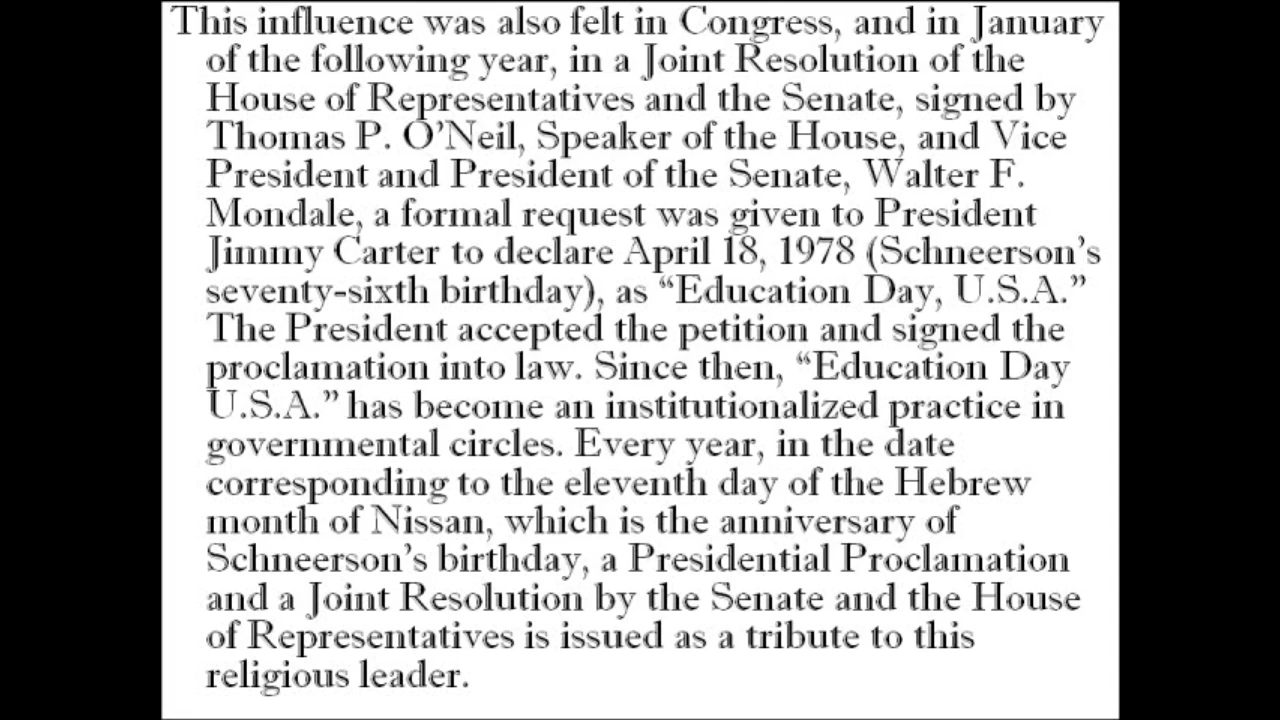 This influence was also felt in Congress, and in January
of the following year, in a Joint Resolution of the
House of Representatives and the Senate, signed by
Thomas P. O’Neil, Speaker of the House, and Vice
President and President of the Senate, Walter F.
Mondale, a formal request was given to President
Jimmy Carter to declare April 18, 1978 (Schneerson’s
seventy-sixth birthday), as “Education Day, U.S.A.”
The President accepted the petition and signed the
proclamation into law. Since then, “Education Day
U.S.A.” has become an institutionalized practice in
governmental circles. Every year, in the date
corresponding to the eleventh day of the Hebrew
month of Nissan, which is the anniversary of
Schneerson’s birthday, a Presidential Proclamation
and a Joint Resolution by the Senate and the House
of Representatives is issued as a tribute to this
religious leader.